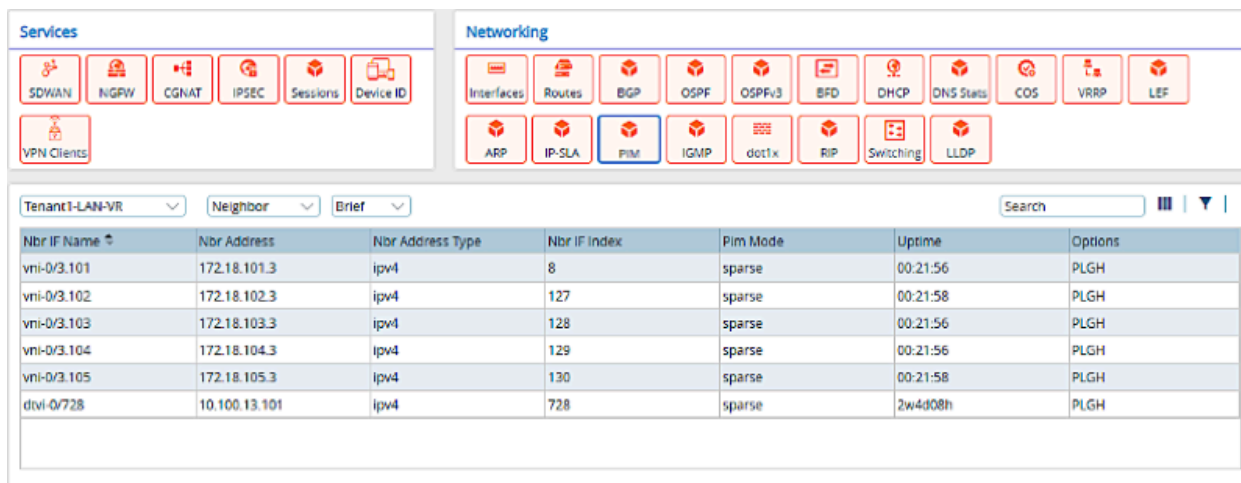 Services
SDWAN NGFW CGNAT IPSEC Sessions Device ID
VPN Clients
Networking
Interfaces Routes BGP OSPF OSPFv3 BFD DHCP DNS Stats COS VRRP LEF
ARP IP-SLA PIM IGMP dot1x RIP Switching LLDP
Tenant1-LAN-VR Neighbor Brief Search
Nbr IF Name Nbr Address Nbr Address Type Nbr IF Index Pim Mode Uptime Options
vni-0/3.101 172.18.101.3 ipv4 8 sparse 00:21:56 PLGH
vni-0/3.102 172.18.102.3 ipv4 127 sparse 00:21:58 PLGH
vni-0/3.103 172.18.103.3 ipv4 128 sparse 00:21:56 PLGH
vni-0/3.104 172.18.104.3 ipv4 129 sparse 00:21:56 PLGH
vni-0/3.105 172.18.105.3 ipv4 130 sparse 00:21:58 PLGH
dtvi-0/728 10.100.13.101 ipv4 728 sparse 2w4d08h PLGH